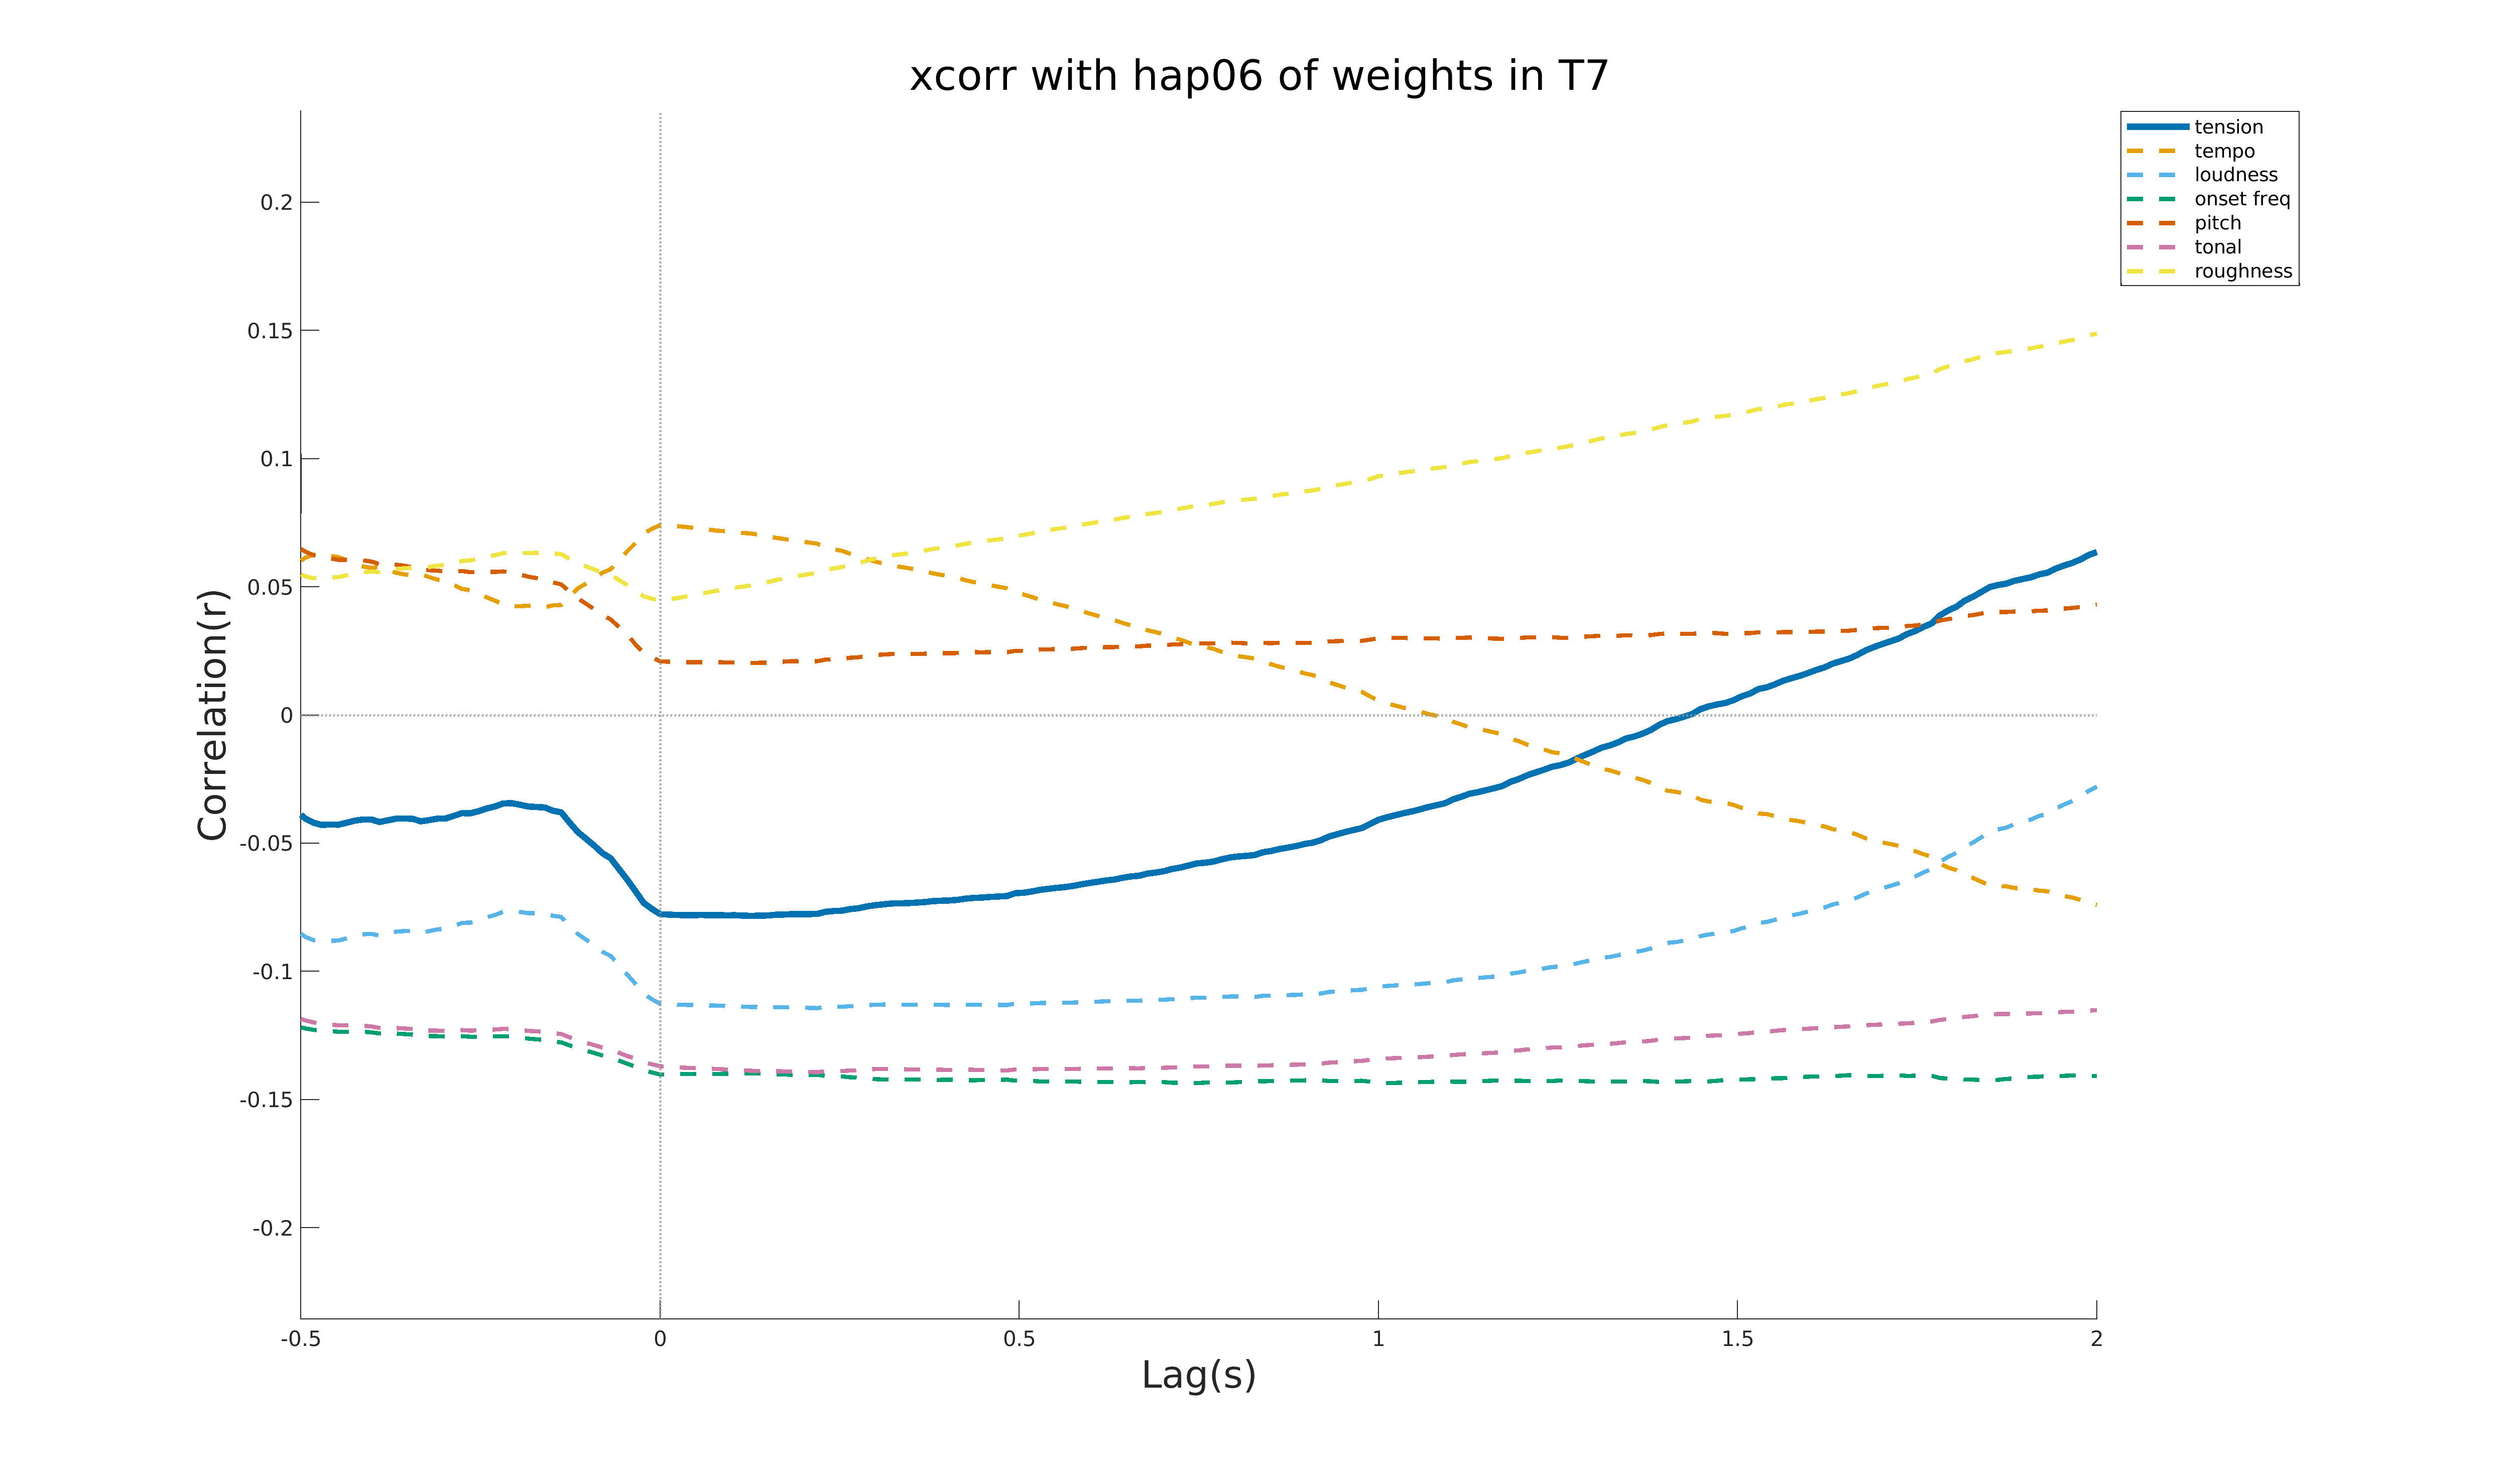 xcorr with hap06 of weights in T7
tension
tempo
loudness
onset freq
pitch
tonal
roughness
0.2
0.15
0.1
0.05
0
-0.05
-0.1
-0.15
-0.2
Correlation(r)
-0.5
0
0.5
1
1.5
2
Lag(s)